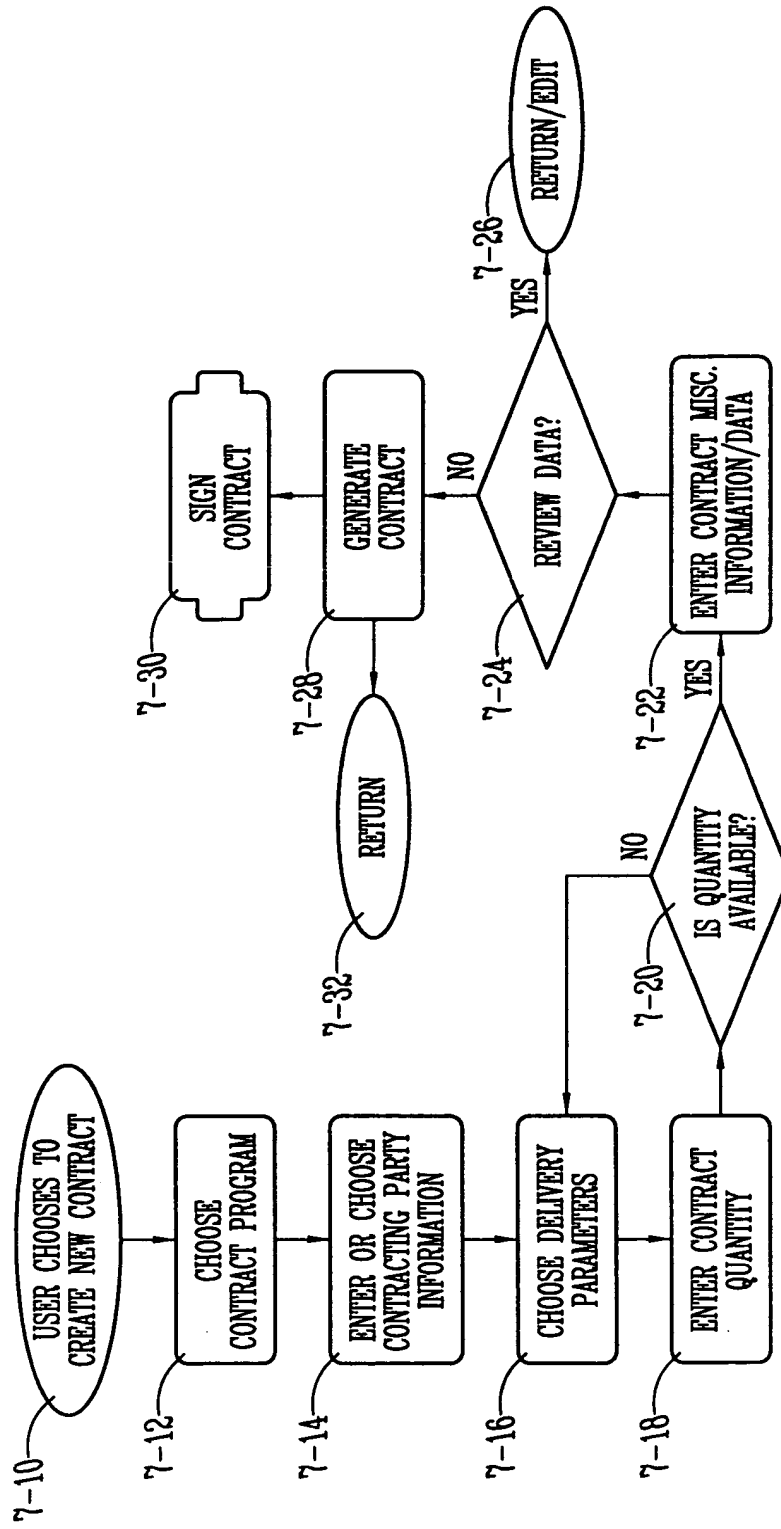 7-10
USER CHOOSES TO
CREATE NEW CONTRACT
7-12
CHOOSE
CONTRACT PROGRAM
7-14
ENTER OR CHOOSE
CONTRACTING PARTY
INFORMATION
7-16
CHOOSE DELIVERY
PARAMETERS
7-18
ENTER CONTRACT
QUANTITY
7-20
IS QUANTITY
AVAILABLE?
NO
YES
7-22
ENTER CONTRACT MISC.
INFORMATION/DATA
7-24
REVIEW DATA?
YES
7-26
RETURN/EDIT
NO
7-28
GENERATE
CONTRACT
7-30
SIGN
CONTRACT
7-32
RETURN